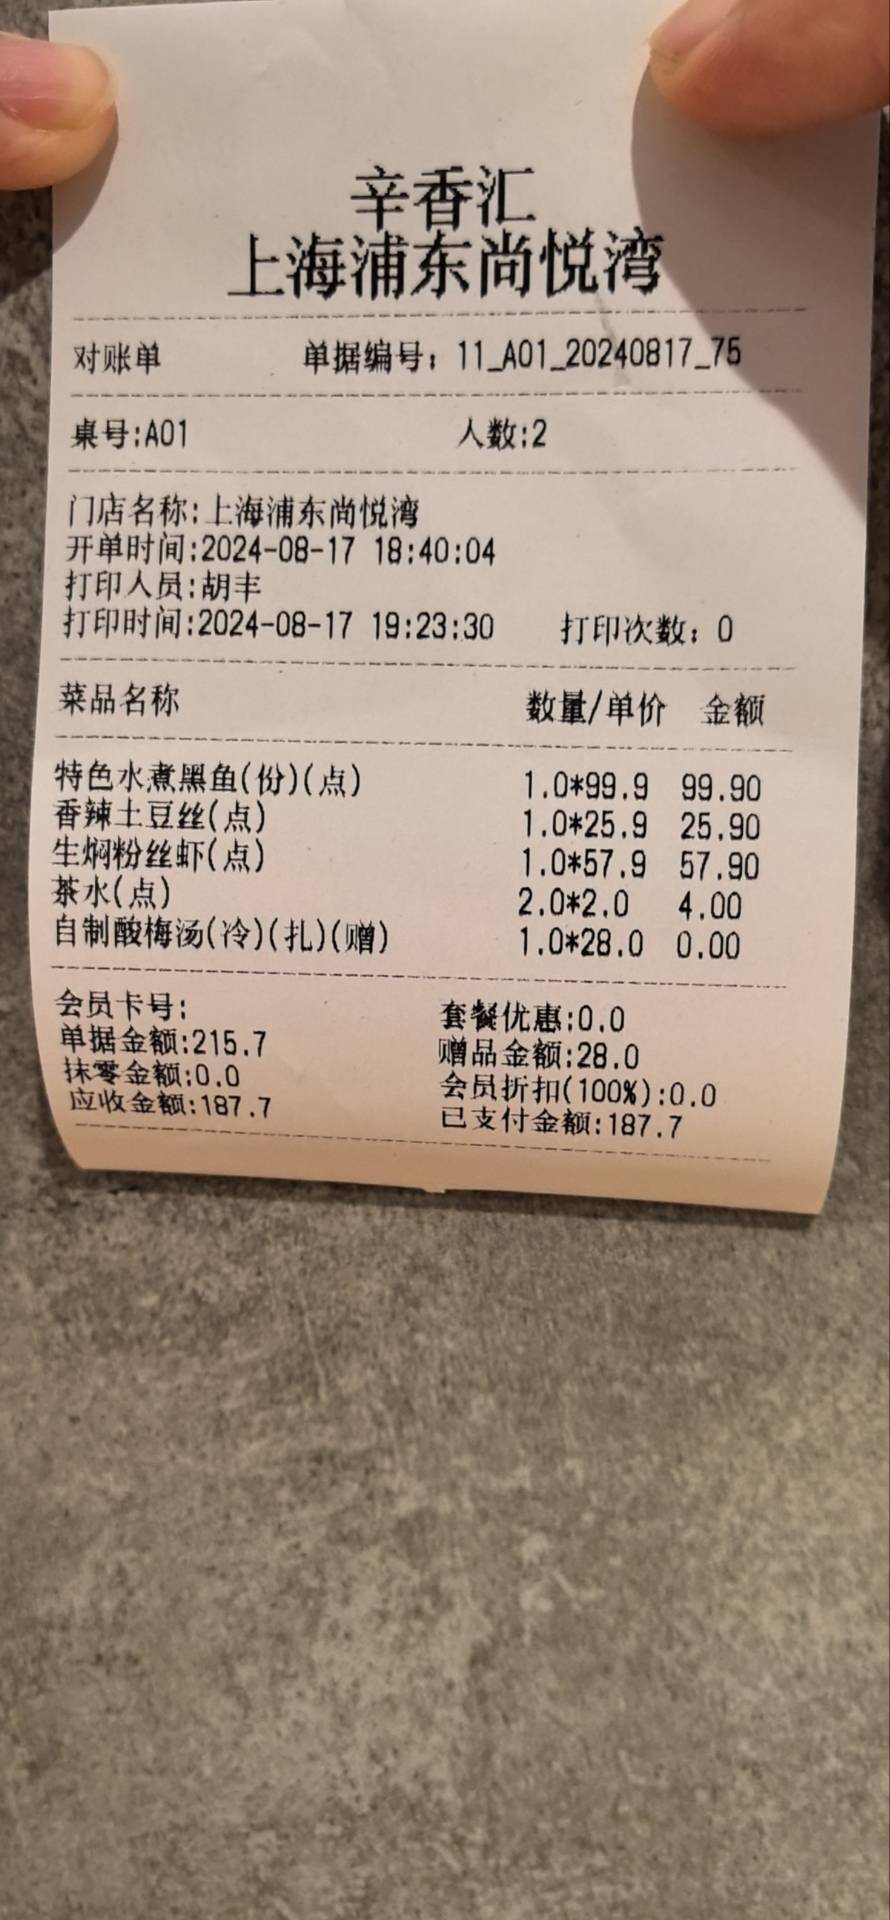 辛香汇
上海浦东尚悦湾
对账单 单据编号：11_A01_20240817_75
桌号:A01 人数:2
门店名称:上海浦东尚悦湾
开单时间:2024-08-17 18:40:04
打印人员:胡丰
打印时间:2024-08-17 19:23:30 打印次数：0
菜品名称 数量/单价 金额
特色水煮黑鱼(份)(点) 1.0*99.9 99.90
香辣土豆丝(点) 1.0*25.9 25.90
生焖粉丝虾(点) 1.0*57.9 57.90
茶水(点) 2.0*2.0 4.00
自制酸梅汤(冷)(扎)(赠) 1.0*28.0 0.00
会员卡号: 套餐优惠:0.0
单据金额:215.7 赠品金额:28.0
抹零金额:0.0 会员折扣(100%):0.0
应收金额:187.7 已支付金额:187.7